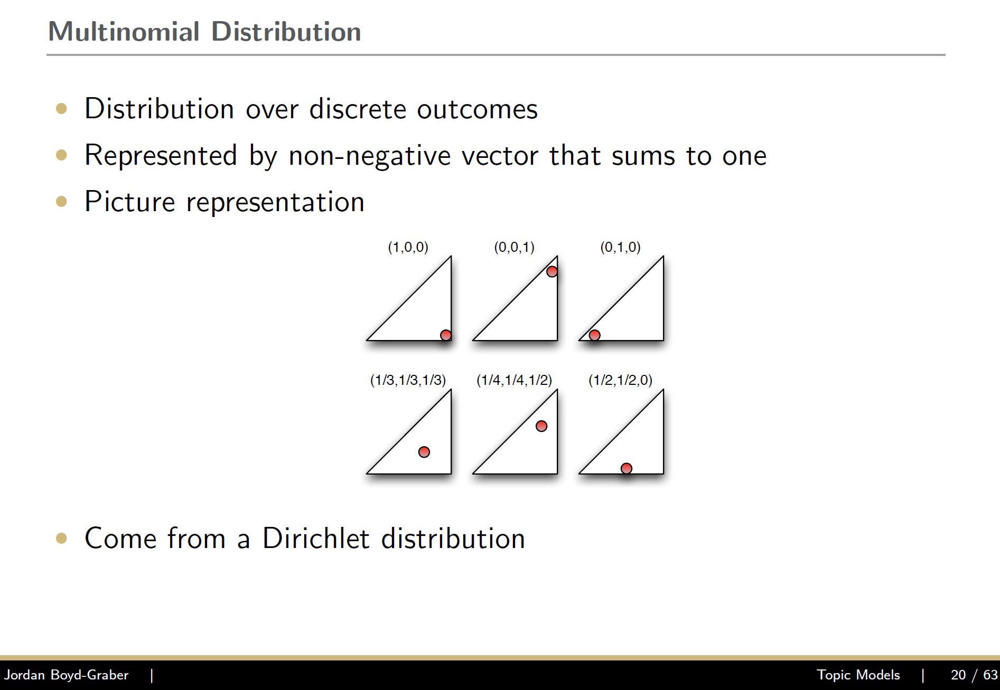 Multinomial Distribution
• Distribution over discrete outcomes
• Represented by non-negative vector that sums to one
• Picture representation
(1,0,0) (0,0,1) (0,1,0)
(1/3,1/3,1/3) (1/4,1/4,1/2) (1/2,1/2,0)
• Come from a Dirichlet distribution
Jordan Boyd-Graber | Topic Models | 20 / 63